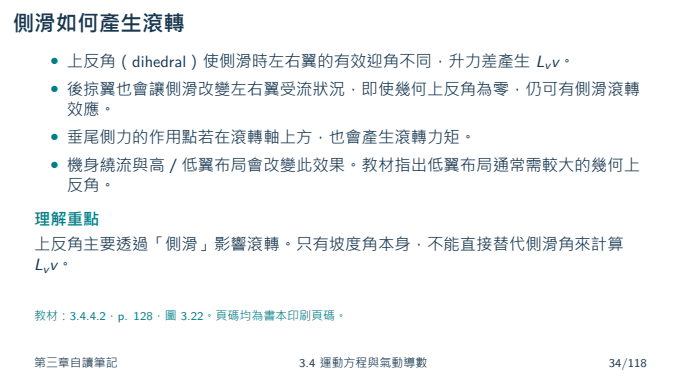 側滑如何產生滾轉
• 上反角（dihedral）使側滑時左右翼的有效迎角不同，升力差產生 Lᵥv。
• 後掠翼也會讓側滑改變左右翼受流狀況，即使幾何上反角為零，仍可有側滑滾轉
效應。
• 垂尾側力的作用點若在滾轉軸上方，也會產生滾轉力矩。
• 機身繞流與高 / 低翼布局會改變此效果。教材指出低翼布局通常需較大的幾何上
反角。
理解重點
上反角主要透過「側滑」影響滾轉。只有坡度角本身，不能直接替代側滑角來計算
Lᵥv。
教材：3.4.4.2，p. 128，圖 3.22。頁碼均為書本印刷頁碼。
第三章自讀筆記
3.4 運動方程與氣動導數
34/118